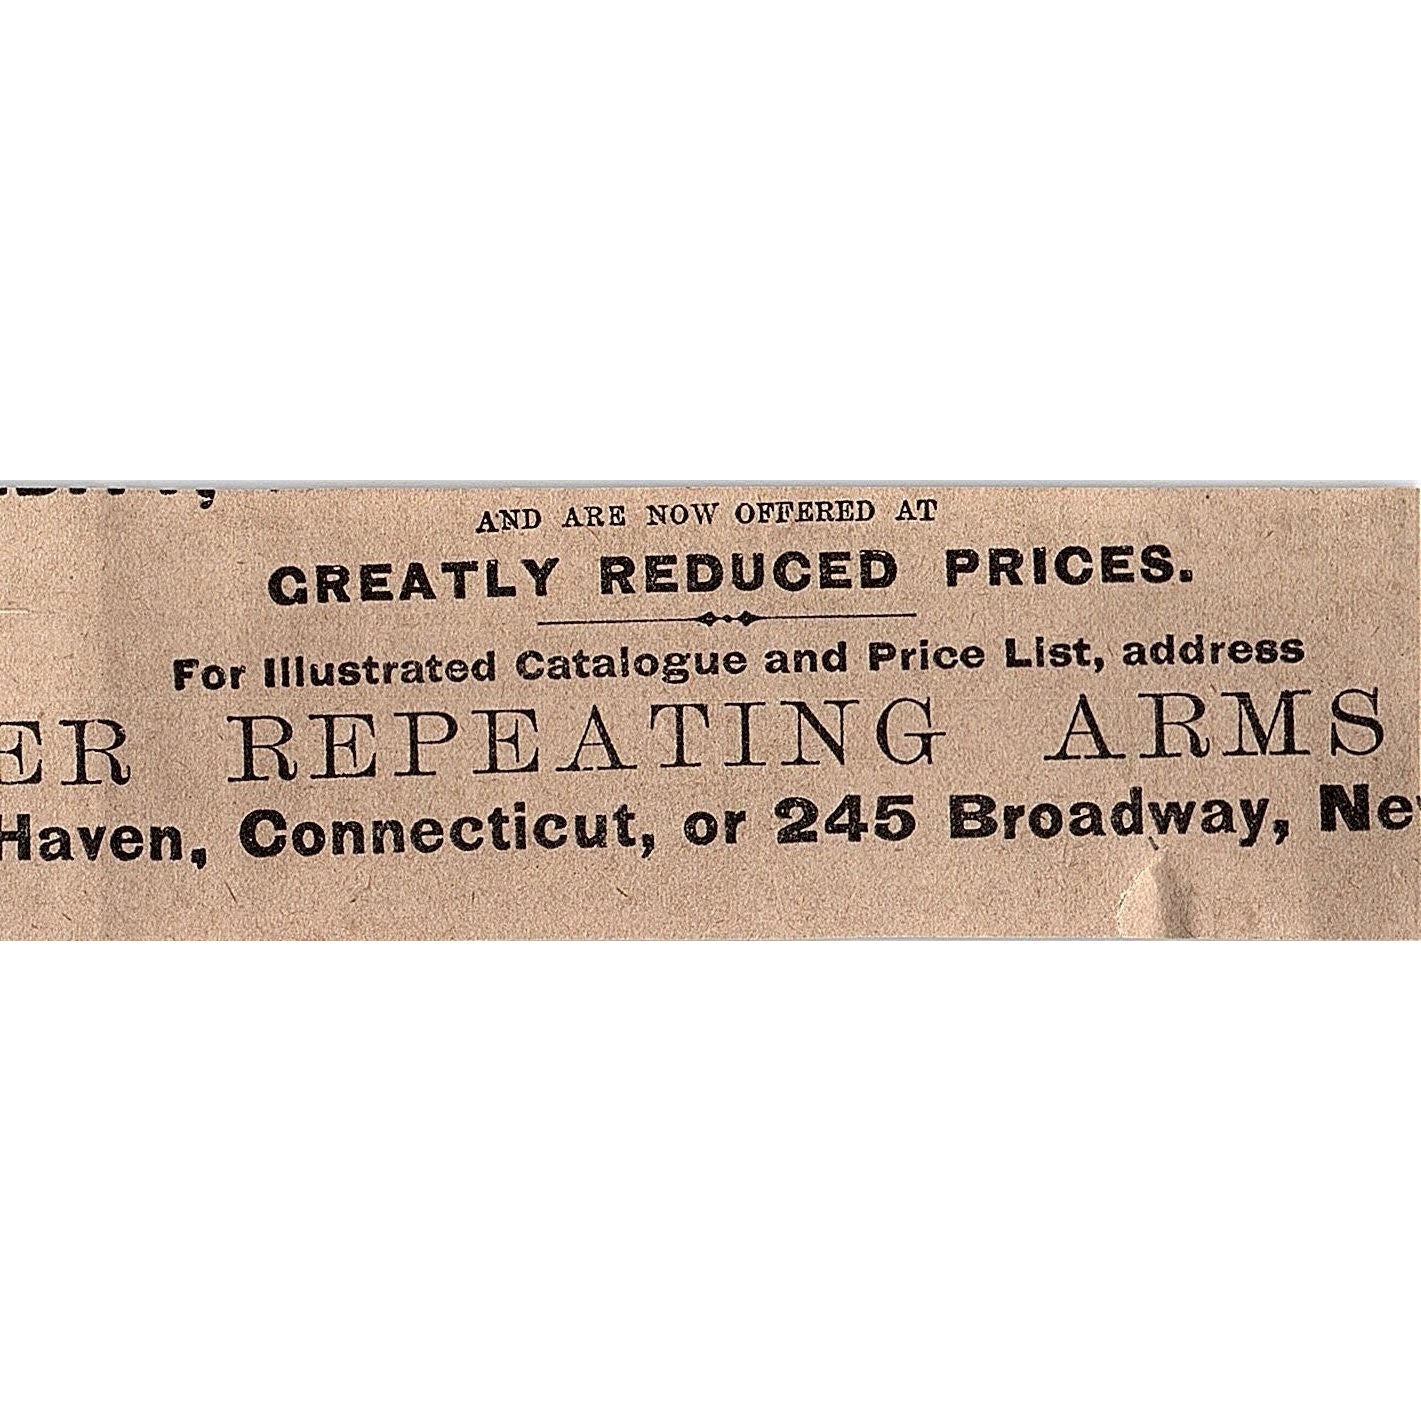 AND ARE NOW OFFERED AT
GREATLY REDUCED PRICES.
For Illustrated Catalogue and Price List, address
ER REPEATING ARMS
Haven, Connecticut, or 245 Broadway, Ne